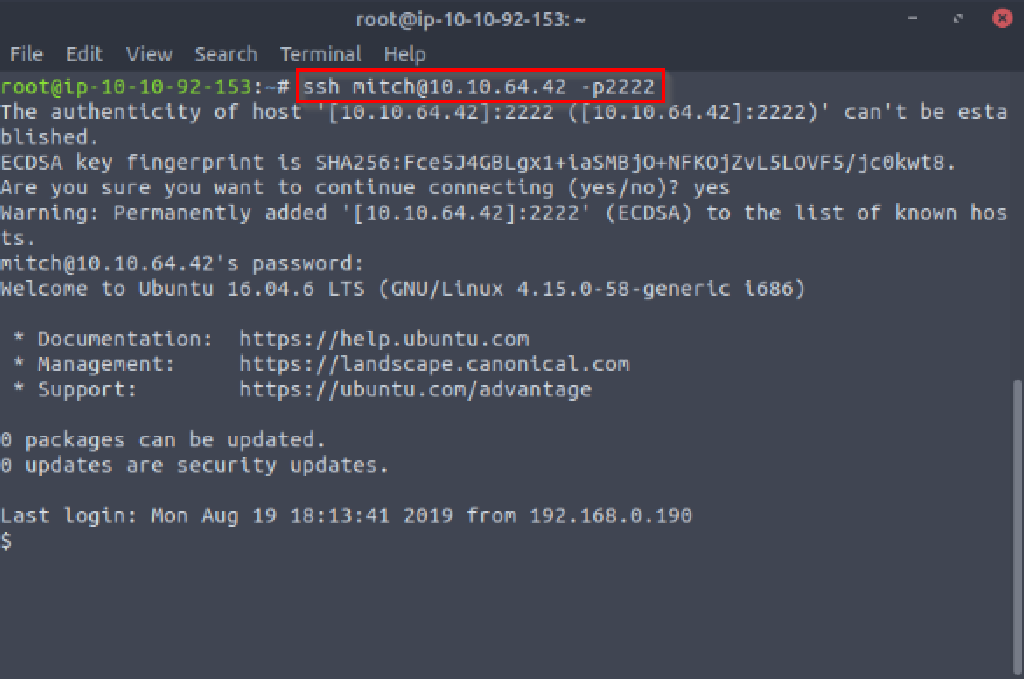 root@ip-10-10-92-153: ~
File Edit View Search Terminal Help
root@ip-10-10-92-153:~# ssh mitch@10.10.64.42 -p2222
The authenticity of host '[10.10.64.42]:2222 ([10.10.64.42]:2222)' can't be esta
blished.
ECDSA key fingerprint is SHA256:Fce5J4GBLgx1+iaSMBjO+NFKOjZvL5LOVF5/jc0kwt8.
Are you sure you want to continue connecting (yes/no)? yes
Warning: Permanently added '[10.10.64.42]:2222' (ECDSA) to the list of known hos
ts.
mitch@10.10.64.42's password:
Welcome to Ubuntu 16.04.6 LTS (GNU/Linux 4.15.0-58-generic i686)
* Documentation: https://help.ubuntu.com
* Management: https://landscape.canonical.com
* Support: https://ubuntu.com/advantage
0 packages can be updated.
0 updates are security updates.
Last login: Mon Aug 19 18:13:41 2019 from 192.168.0.190
$